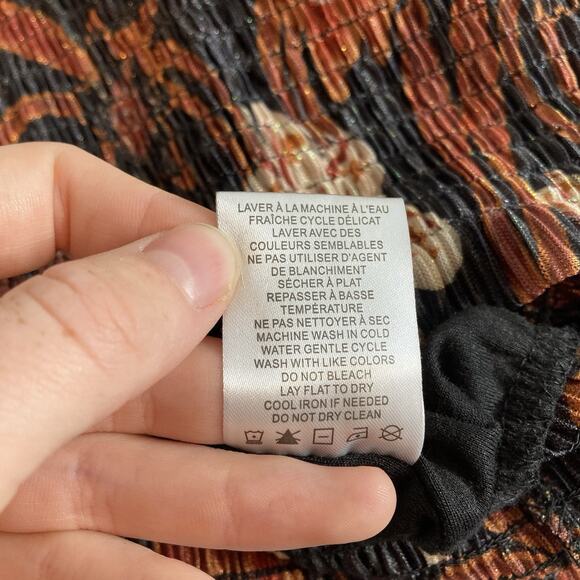 LAVER À LA MACHINE À L'EAU
FRAÎCHE CYCLE DÉLICAT
LAVER AVEC DES
COULEURS SEMBLABLES
NE PAS UTILISER D'AGENT
DE BLANCHIMENT
SÉCHER À PLAT
REPASSER À BASSE
TEMPÉRATURE
NE PAS NETTOYER À SEC
MACHINE WASH IN COLD
WATER GENTLE CYCLE
WASH WITH LIKE COLORS
DO NOT BLEACH
LAY FLAT TO DRY
COOL IRON IF NEEDED
DO NOT DRY CLEAN